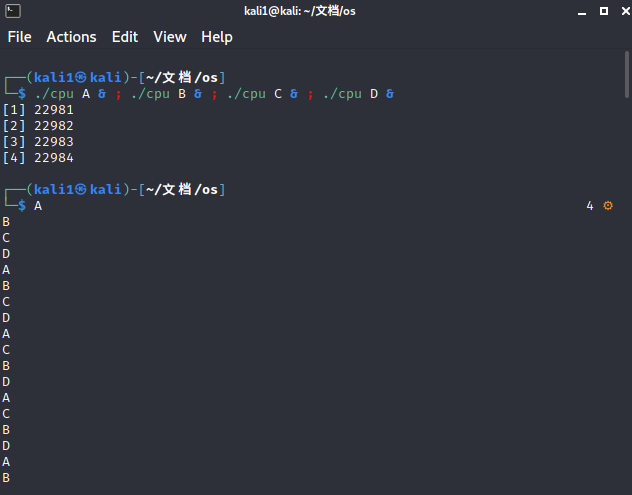 kali1@kali: ~/文档/os
File Actions Edit View Help
┌──(kali1㉿kali)-[~/文档/os]
└─$ ./cpu A & ; ./cpu B & ; ./cpu C & ; ./cpu D &
[1] 22981
[2] 22982
[3] 22983
[4] 22984
┌──(kali1㉿kali)-[~/文档/os]
└─$ A 4 ⚙
B
C
D
A
B
C
D
A
C
B
D
A
C
B
D
A
B